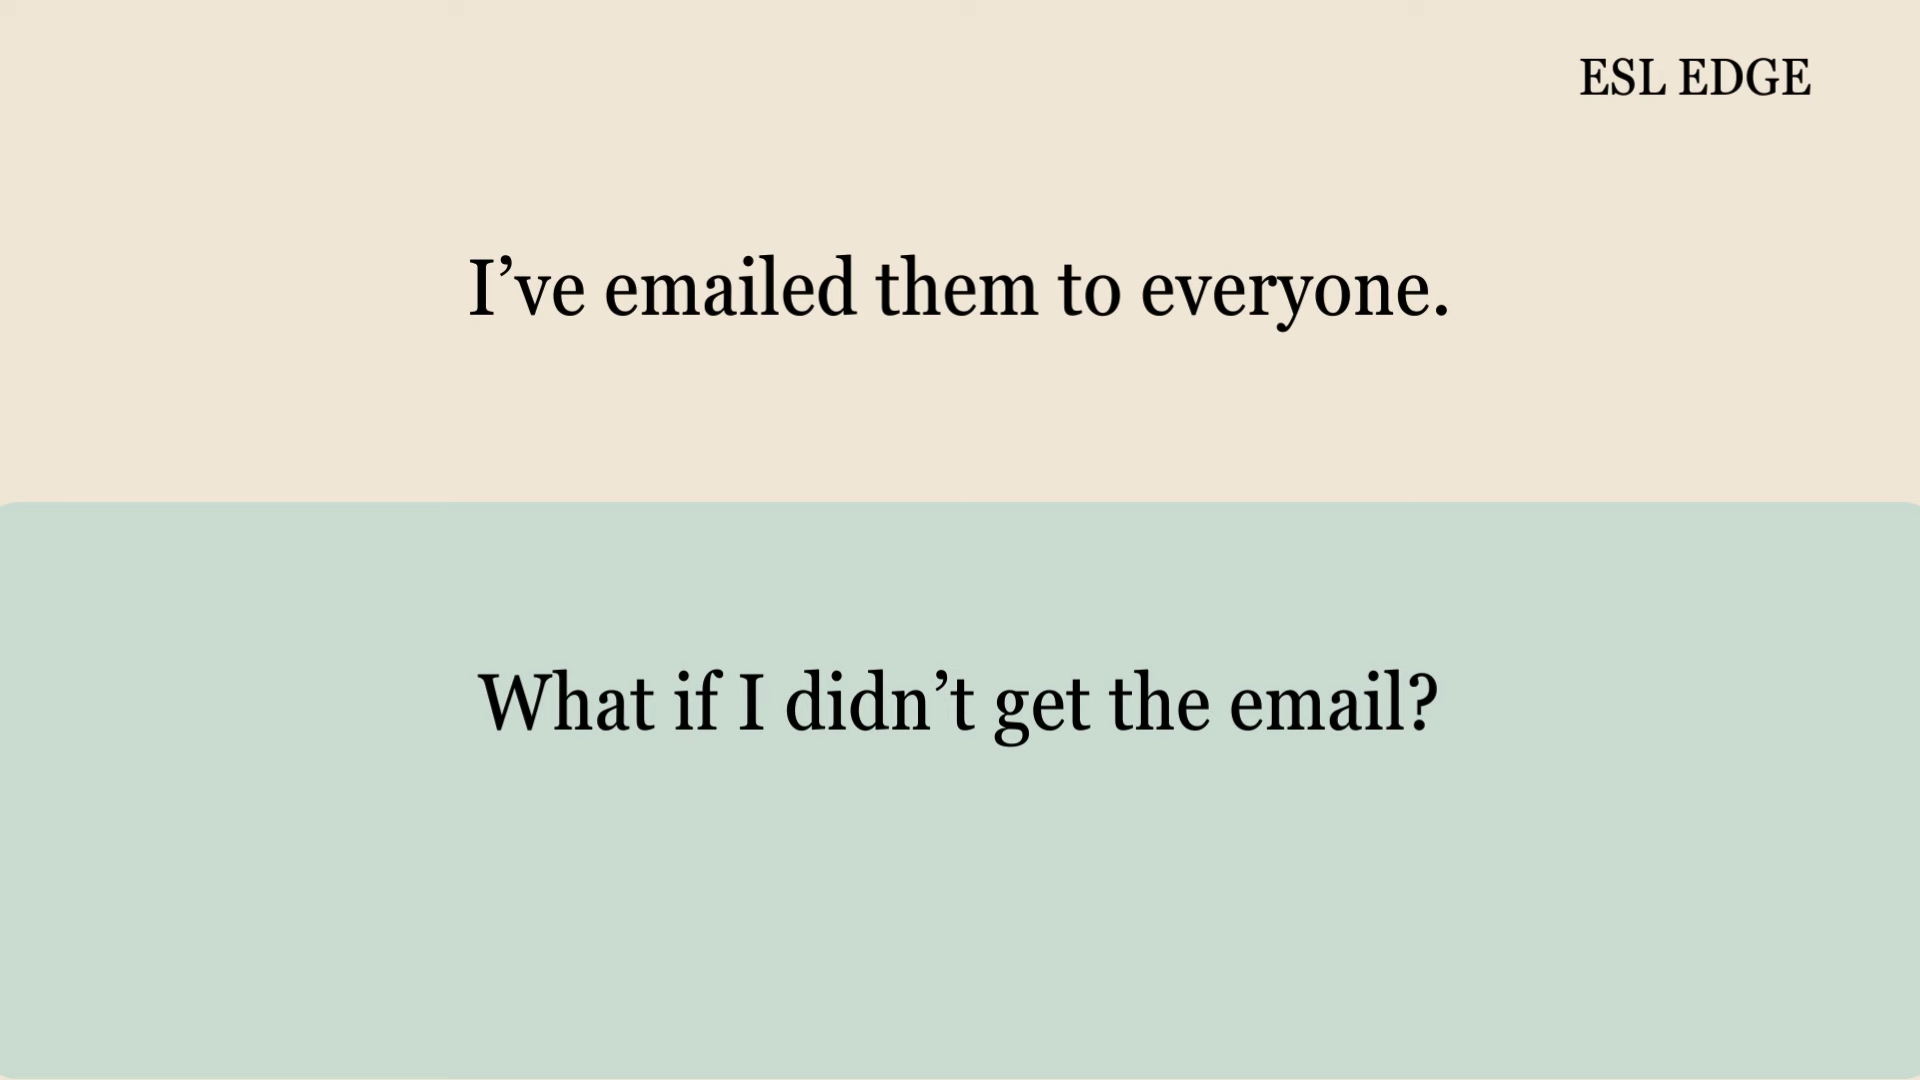 ESL EDGE
I’ve emailed them to everyone.
What if I didn’t get the email?